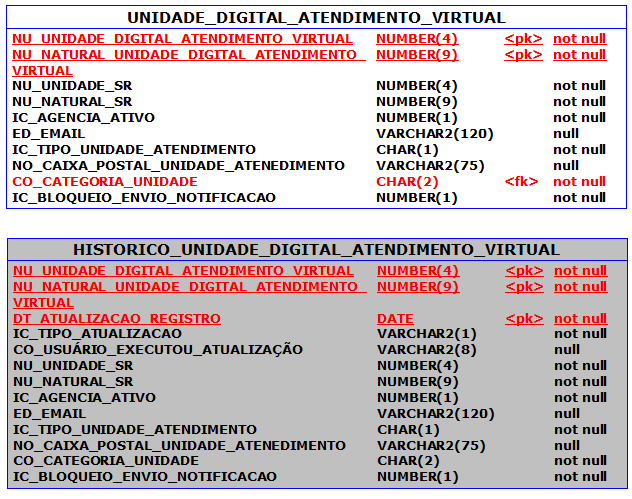 UNIDADE_DIGITAL_ATENDIMENTO_VIRTUAL
NU_UNIDADE_DIGITAL_ATENDIMENTO_VIRTUAL NUMBER(4) <pk> not null
NU_NATURAL_UNIDADE_DIGITAL_ATENDIMENTO_ NUMBER(9) <pk> not null
VIRTUAL
NU_UNIDADE_SR NUMBER(4) not null
NU_NATURAL_SR NUMBER(9) not null
IC_AGENCIA_ATIVO NUMBER(1) not null
ED_EMAIL VARCHAR2(120) null
IC_TIPO_UNIDADE_ATENDIMENTO CHAR(1) not null
NO_CAIXA_POSTAL_UNIDADE_ATENEDIMENTO VARCHAR2(75) null
CO_CATEGORIA_UNIDADE CHAR(2) <fk> not null
IC_BLOQUEIO_ENVIO_NOTIFICACAO NUMBER(1) not null
HISTORICO_UNIDADE_DIGITAL_ATENDIMENTO_VIRTUAL
NU_UNIDADE_DIGITAL_ATENDIMENTO_VIRTUAL NUMBER(4) <pk> not null
NU_NATURAL_UNIDADE_DIGITAL_ATENDIMENTO_ NUMBER(9) <pk> not null
VIRTUAL
DT_ATUALIZACAO_REGISTRO DATE <pk> not null
IC_TIPO_ATUALIZACAO VARCHAR2(1) not null
CO_USUÁRIO_EXECUTOU_ATUALIZAÇÃO VARCHAR2(8) null
NU_UNIDADE_SR NUMBER(4) not null
NU_NATURAL_SR NUMBER(9) not null
IC_AGENCIA_ATIVO NUMBER(1) not null
ED_EMAIL VARCHAR2(120) null
IC_TIPO_UNIDADE_ATENDIMENTO CHAR(1) not null
NO_CAIXA_POSTAL_UNIDADE_ATENEDIMENTO VARCHAR2(75) null
CO_CATEGORIA_UNIDADE CHAR(2) not null
IC_BLOQUEIO_ENVIO_NOTIFICACAO NUMBER(1) not null